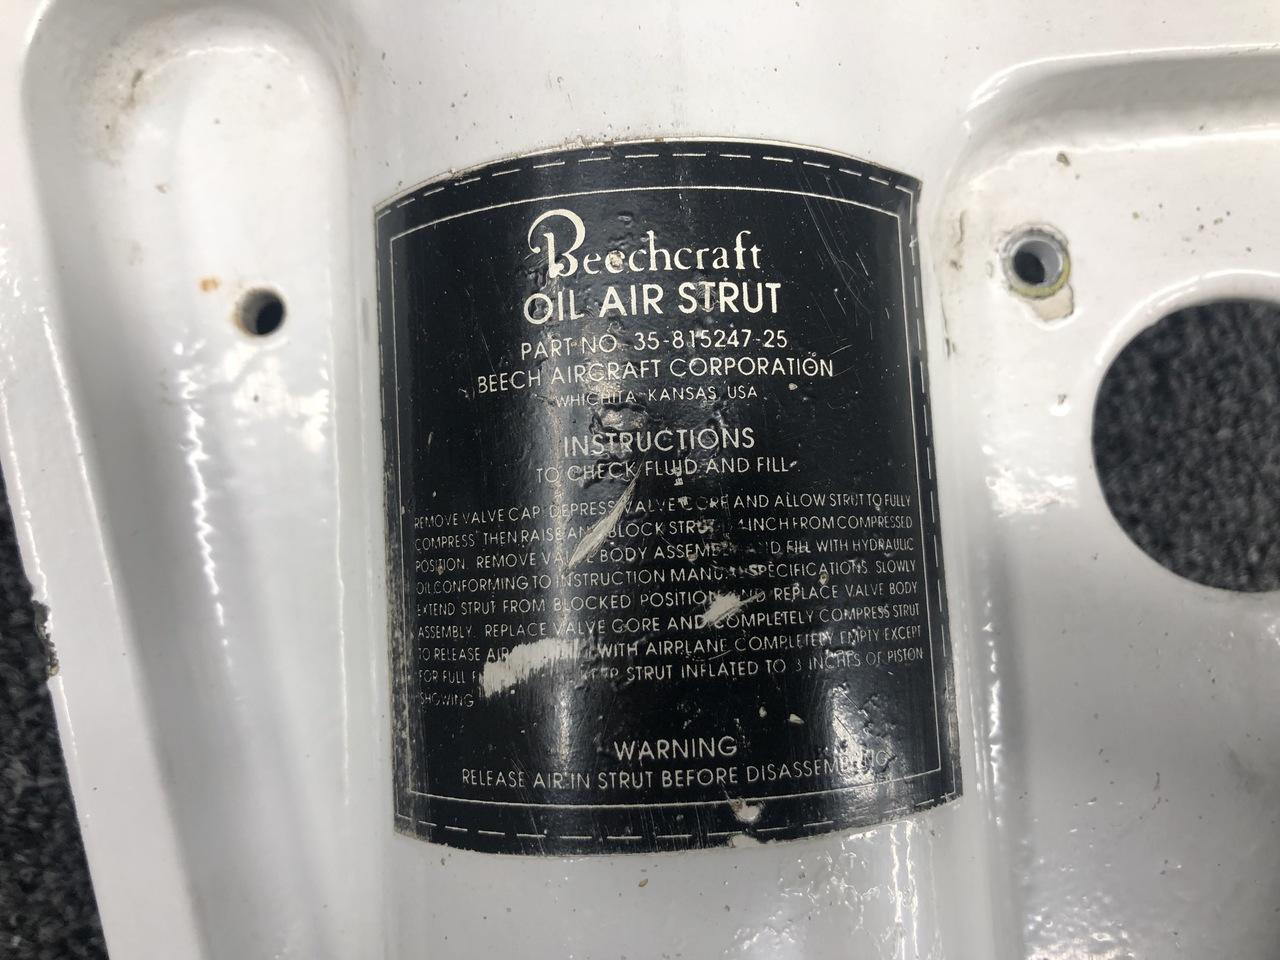 Beechcraft
OIL AIR STRUT
PART NO. 35-815247-25
BEECH AIRCRAFT CORPORATION
WHICHITA, KANSAS, USA
INSTRUCTIONS
TO CHECK FLUID AND FILL
REMOVE VALVE CAP, DEPRESS VALVE CORE AND ALLOW STRUT TO FULLY
COMPRESS THEN RAISE AND BLOCK STRUT INCH FROM COMPRESSED
POSITION. REMOVE VALVE BODY ASSEMBLY AND FILL WITH HYDRAULIC
OIL CONFORMING TO INSTRUCTION MANUAL SPECIFICATIONS. SLOWLY
EXTEND STRUT FROM BLOCKED POSITION AND REPLACE VALVE BODY
ASSEMBLY. REPLACE VALVE CORE AND COMPLETELY COMPRESS STRUT
TO RELEASE AIR WITH AIRPLANE COMPLETELY EMPTY EXCEPT
FOR FULL STRUT INFLATED TO 3 INCHES OF PISTON
SHOWING
WARNING
RELEASE AIR IN STRUT BEFORE DISASSEMBLING